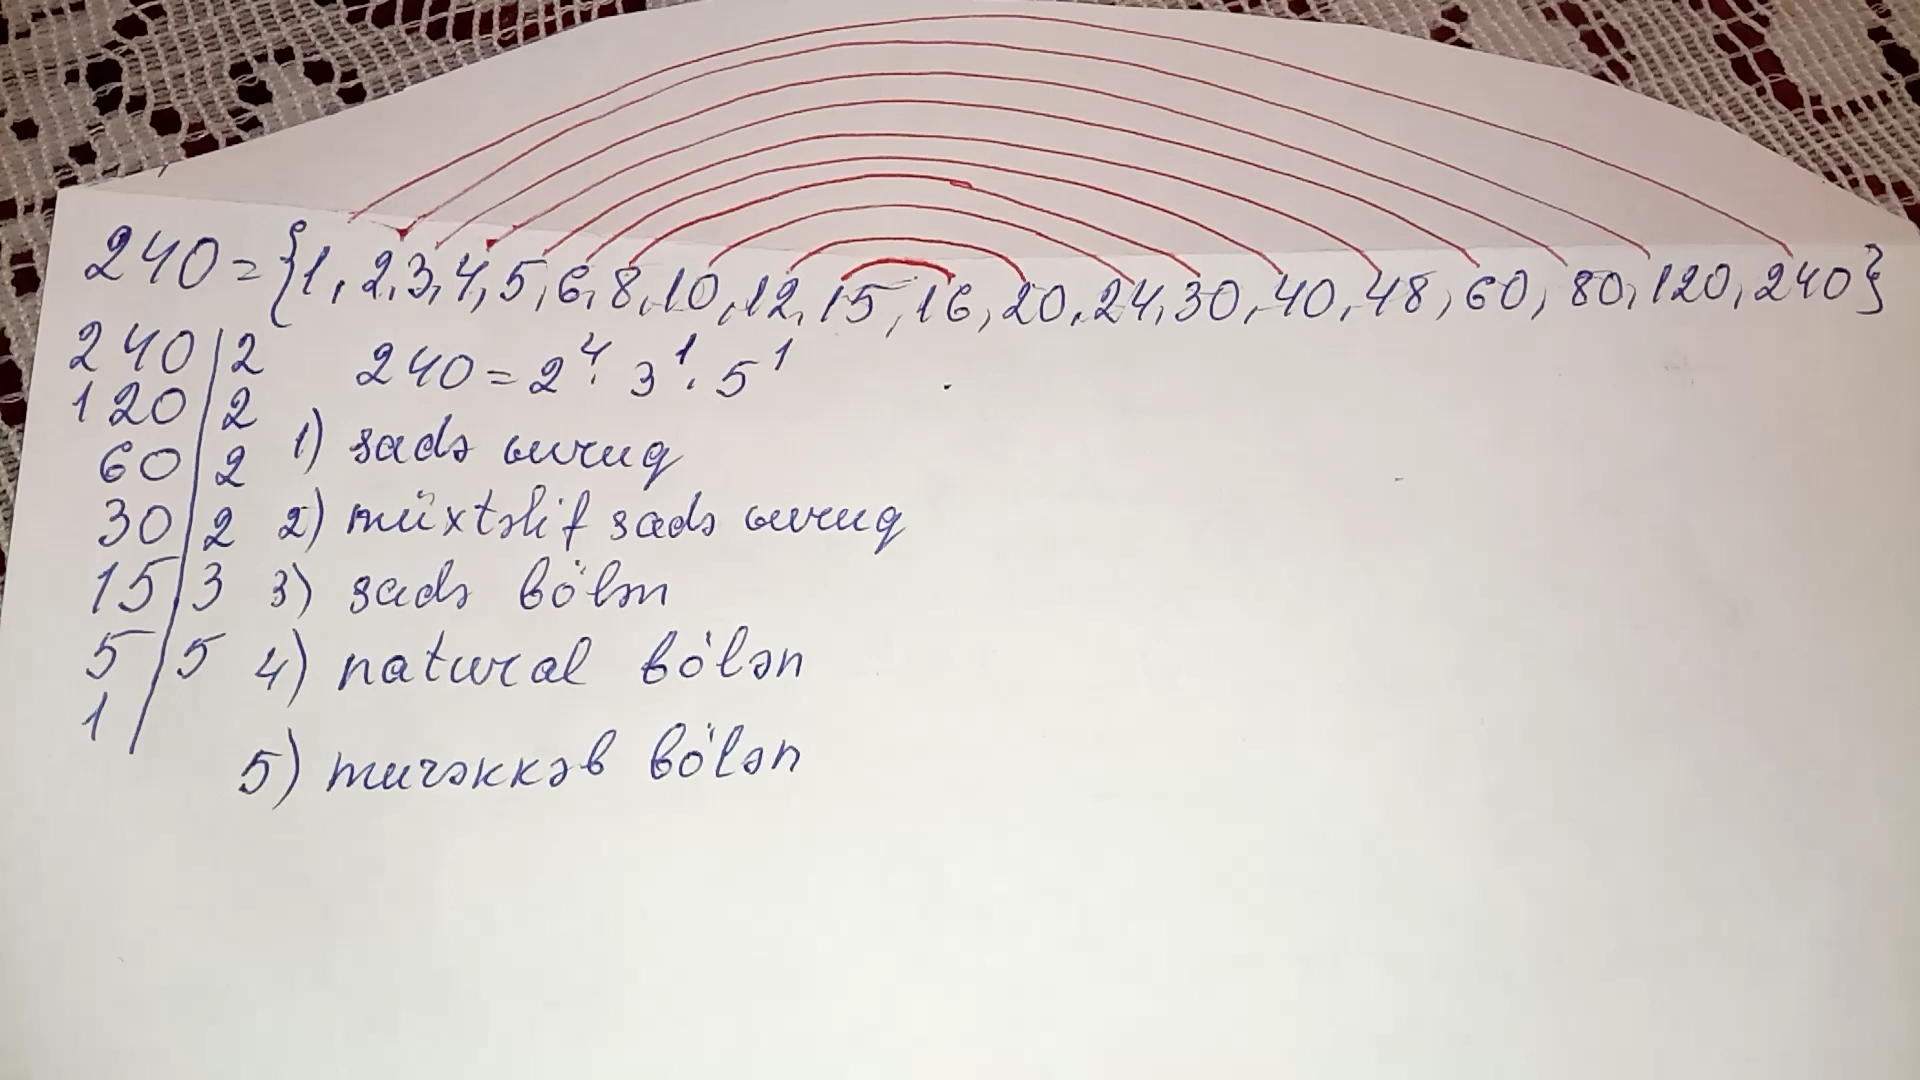 240={1,2,3,4,5,6,8,10,12,15,16,20,24,30,40,48,60,80,120,240}
240|2
240=2⁴·3¹·5¹
120|2
60|2
1) sadə vuruq
30|2
2) müxtəlif sadə vuruq
15|3
3) sadə bölən
5|5
4) natural bölən
1|
5) murəkkəb bölən